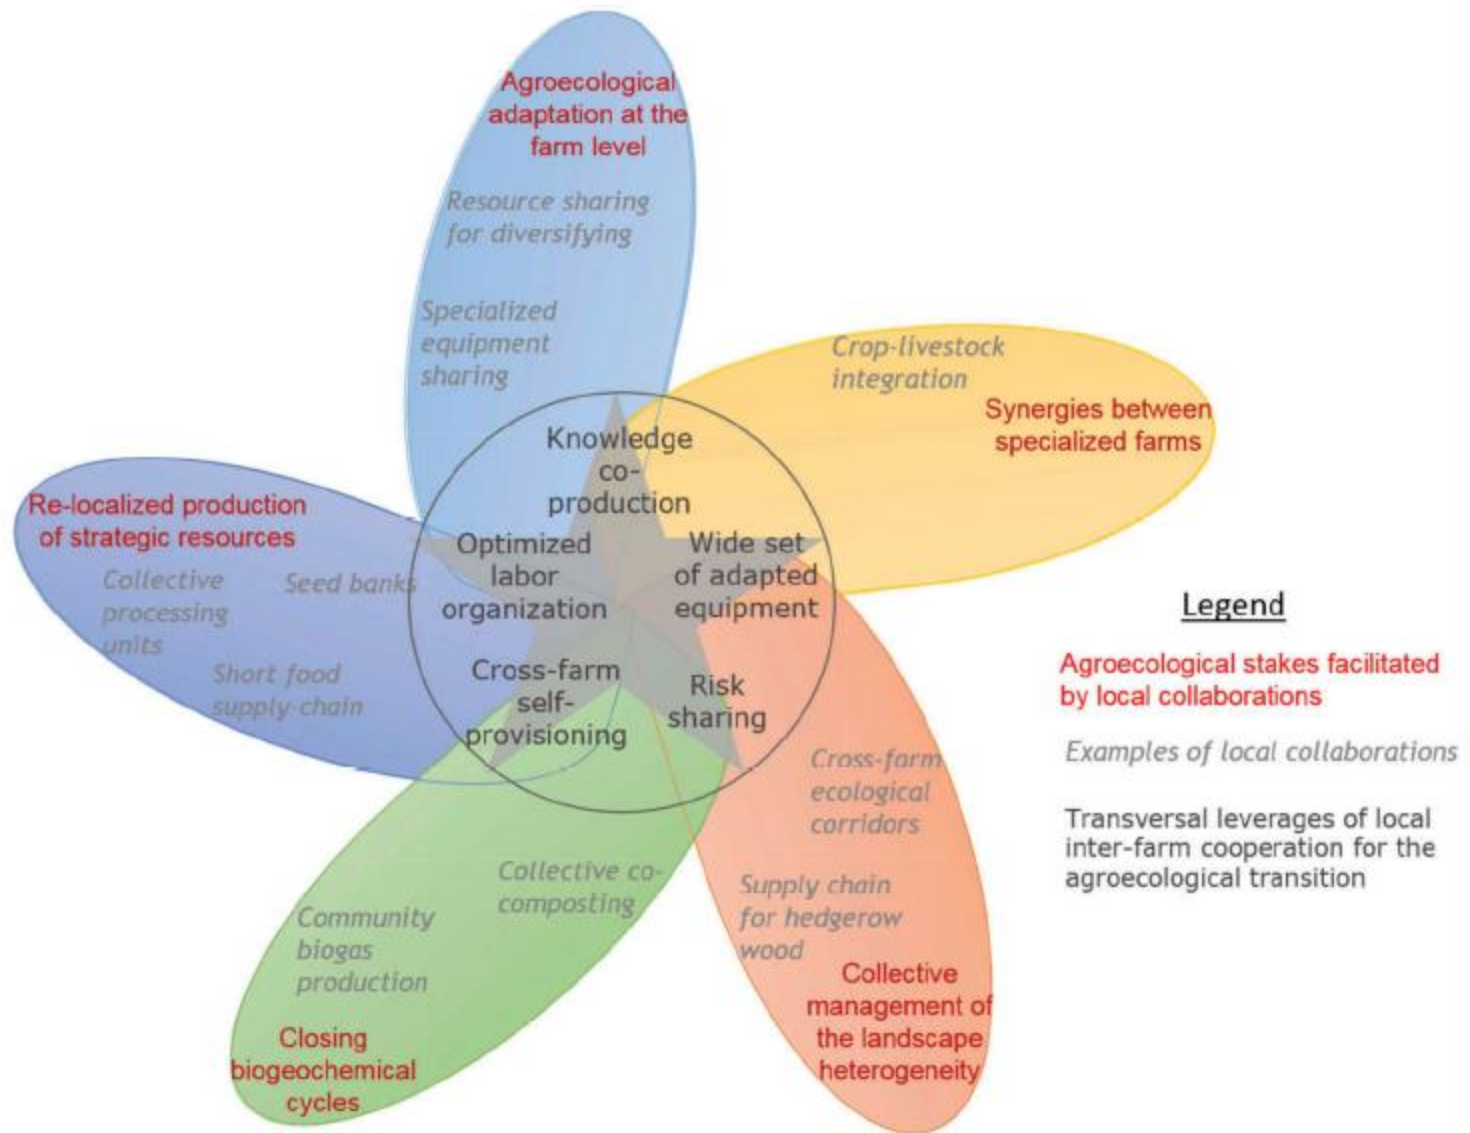 Agroecological
adaptation at the
farm level
Resource sharing
for diversifying
Specialized
equipment
sharing
Crop-livestock
integration
Synergies between
specialized farms
Knowledge
co-
production
Re-localized production
of strategic resources
Collective
processing
units
Seed banks
Short food
supply-chain
Optimized
labor
organization
Wide set
of adapted
equipment
Cross-farm
self-
provisioning
Risk
sharing
Cross-farm
ecological
corridors
Supply chain
for hedgerow
wood
Collective
management of
the landscape
heterogeneity
Collective co-
composting
Community
biogas
production
Closing
biogeochemical
cycles
Legend
Agroecological stakes facilitated
by local collaborations
Examples of local collaborations
Transversal leverages of local
inter-farm cooperation for the
agroecological transition